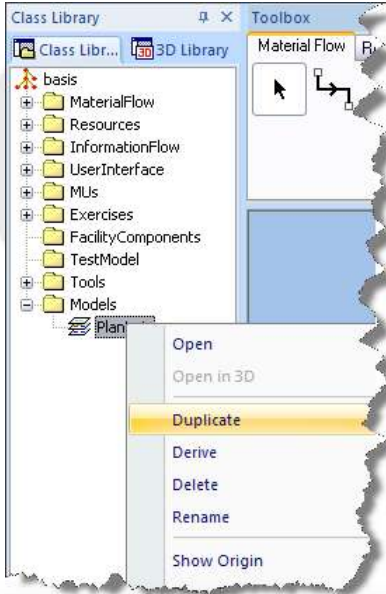 Class Library
Toolbox
Class Libr...
3D Library
Material Flow
basis
MaterialFlow
Resources
InformationFlow
UserInterface
MUs
Exercises
FacilityComponents
TestModel
Tools
Models
Open
Open in 3D
Duplicate
Derive
Delete
Rename
Show Origin